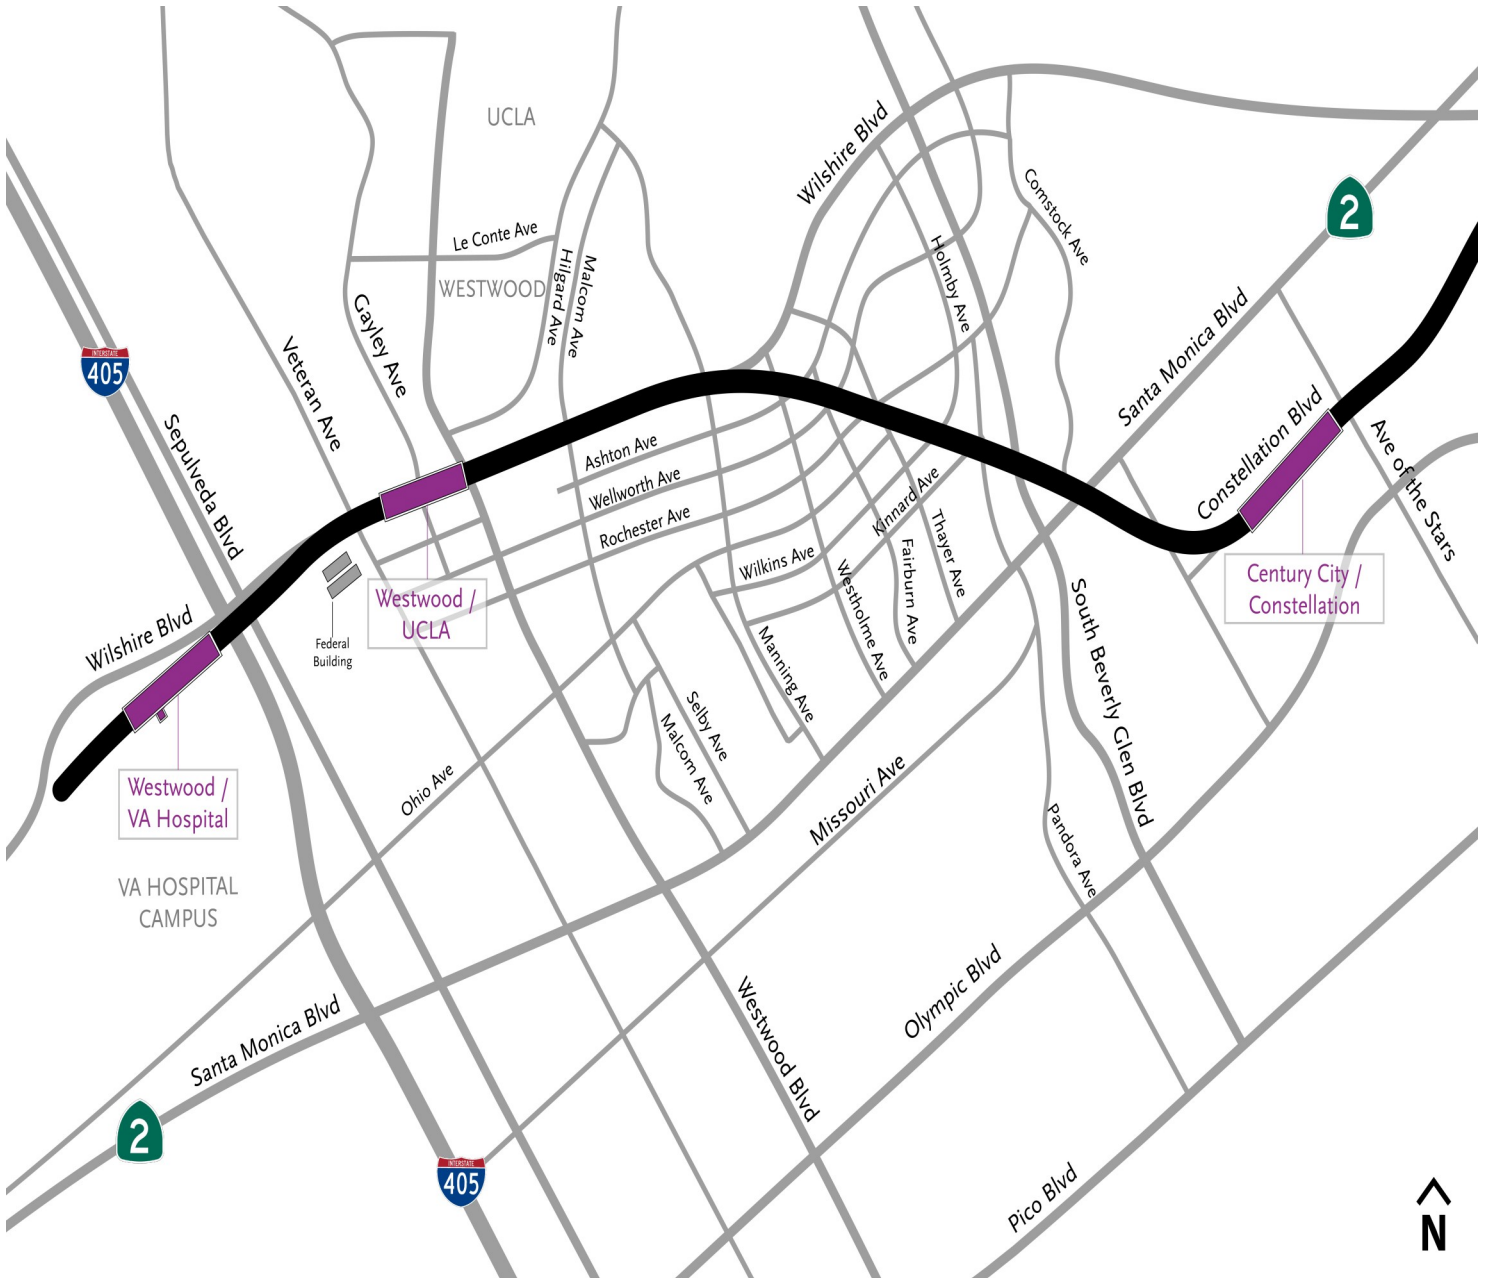 UCLA
Wilshire Blvd
Comstock Ave
2
Le Conte Ave
WESTWOOD
Hilgard Ave
Malcom Ave
Holmby Ave
Gayley Ave
Veteran Ave
INTERSTATE
405
Santa Monica Blvd
Sepulveda Blvd
Ashton Ave
Wellworth Ave
Rochester Ave
Constellation Blvd
Ave of the Stars
Kinnard Ave
Thayer Ave
Fairburn Ave
Wilkins Ave
Westholme Ave
Century City /
Constellation
Westwood /
UCLA
Federal
Building
Wilshire Blvd
Manning Ave
South Beverly Glen Blvd
Selby Ave
Malcom Ave
Westwood /
VA Hospital
Ohio Ave
Missouri Ave
Pandora Ave
VA HOSPITAL
CAMPUS
Olympic Blvd
Westwood Blvd
Santa Monica Blvd
2
INTERSTATE
405
Pico Blvd
N